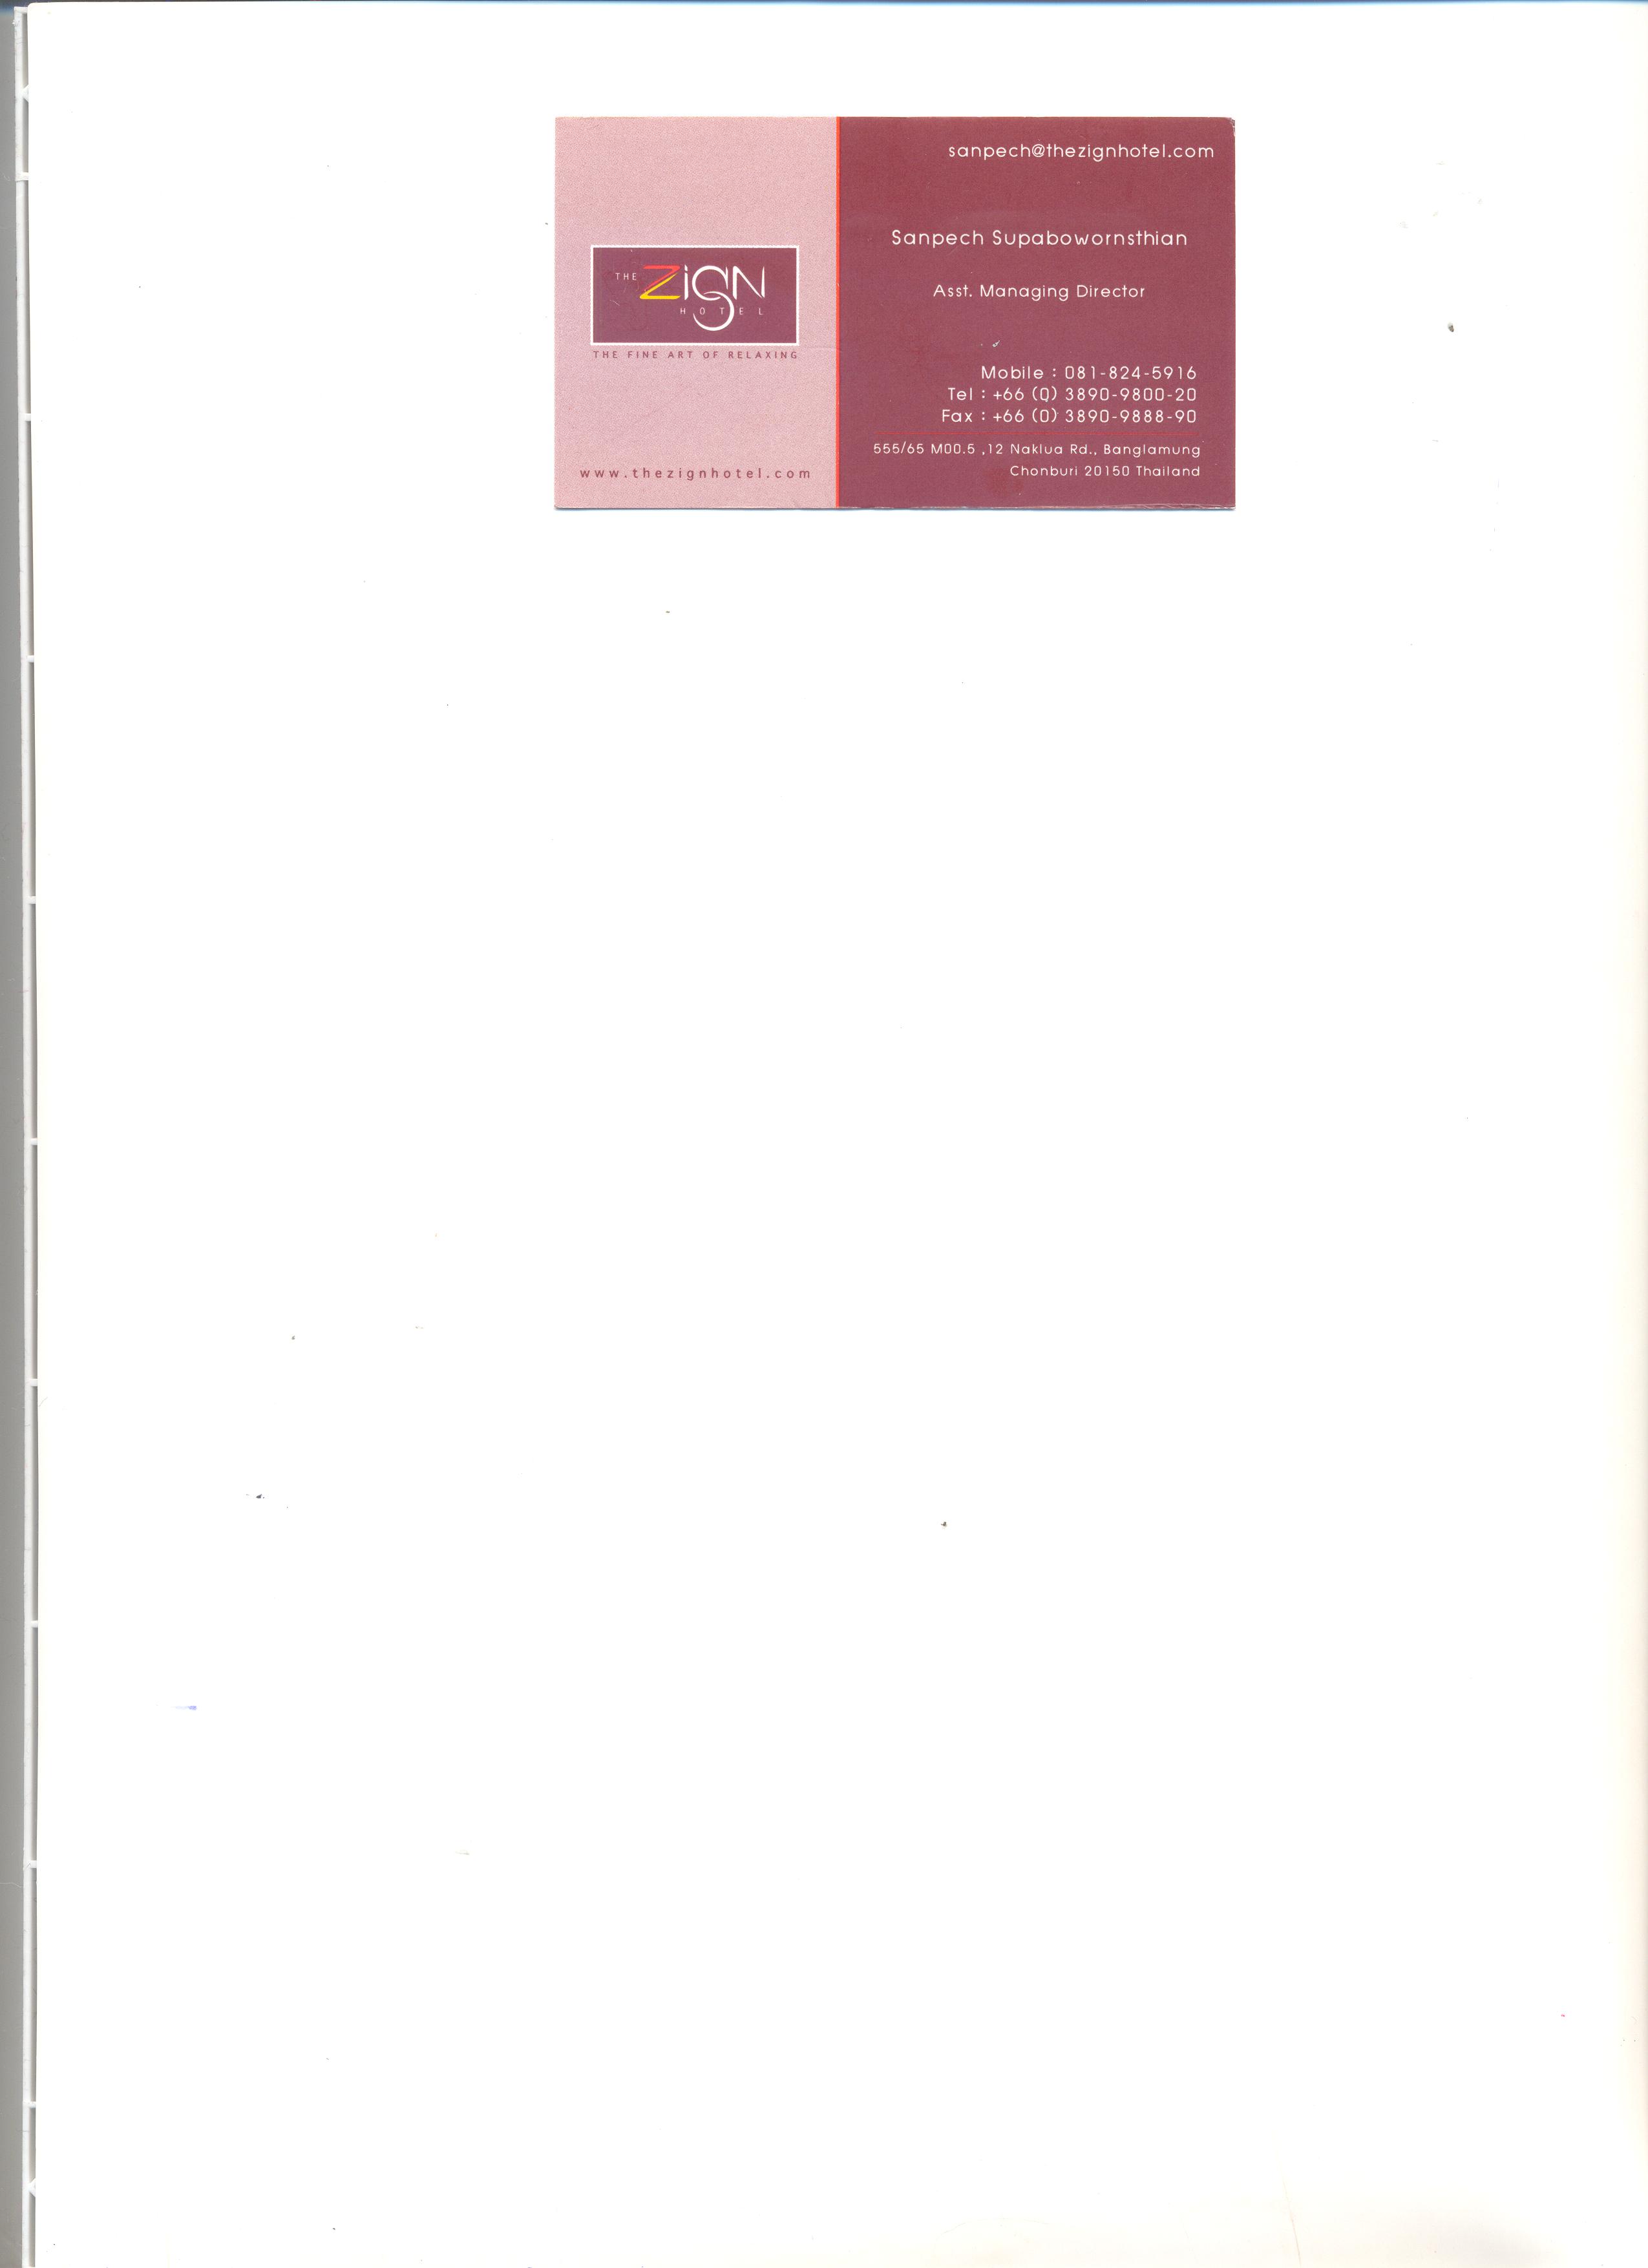 THE ZIGN
HOTEL
THE FINE ART OF RELAXING
www.thezignhotel.com
sanpech@thezignhotel.com
Sanpech Supabowornsthian
Asst. Managing Director
Mobile : 081-824-5916
Tel : +66 (0) 3890-9800-20
Fax : +66 (0) 3890-9888-90
555/65 M00.5 ,12 Naklua Rd., Banglamung
Chonburi 20150 Thailand